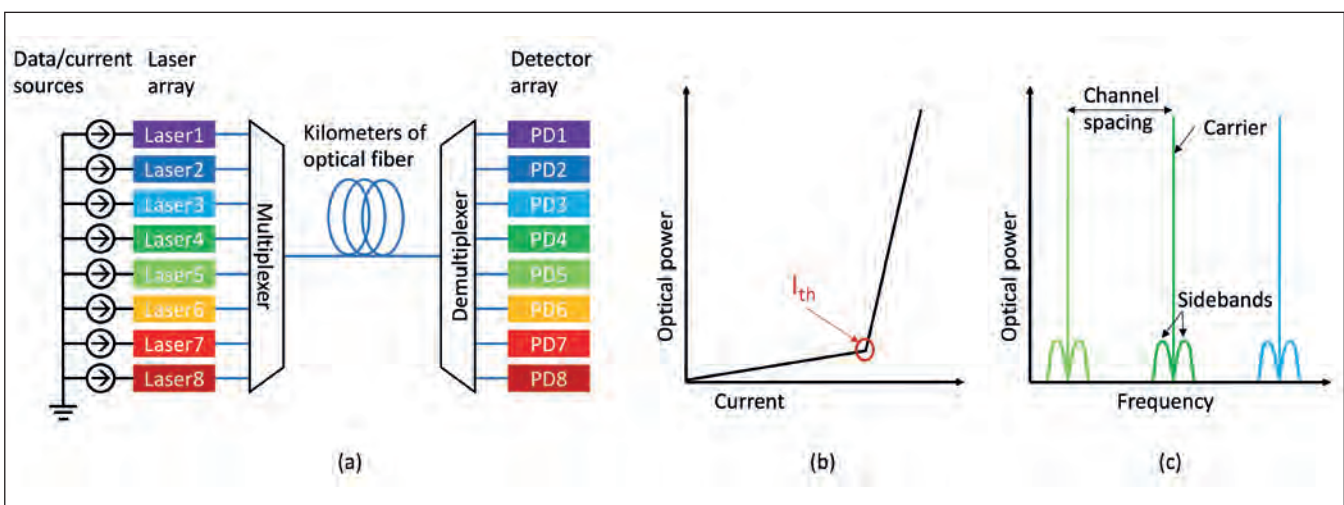 Data/current
sources
Laser
array
Detector
array
Laser1
Laser2
Laser3
Laser4
Laser5
Laser6
Laser7
Laser8
Multiplexer
Kilometers of
optical fiber
Demultiplexer
PD1
PD2
PD3
PD4
PD5
PD6
PD7
PD8
(a)
Optical power
Ith
Current
(b)
Optical power
Channel
spacing
Carrier
Sidebands
Frequency
(c)